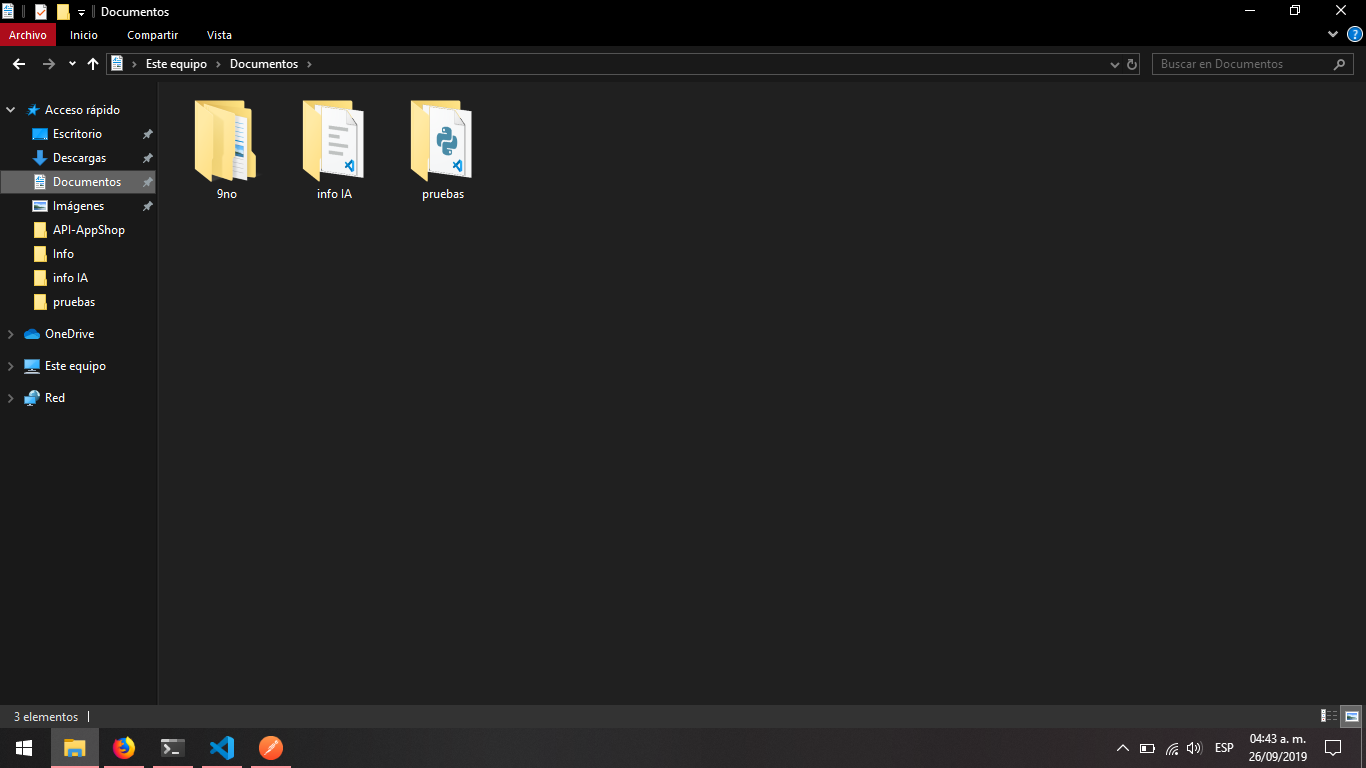 Documentos
Archivo Inicio Compartir Vista
Este equipo Documentos
Buscar en Documentos
Acceso rápido
Escritorio
Descargas
Documentos
Imágenes
API-AppShop
Info
info IA
pruebas
OneDrive
Este equipo
Red
9no info IA pruebas
3 elementos
ESP
04:43 a. m.
26/09/2019